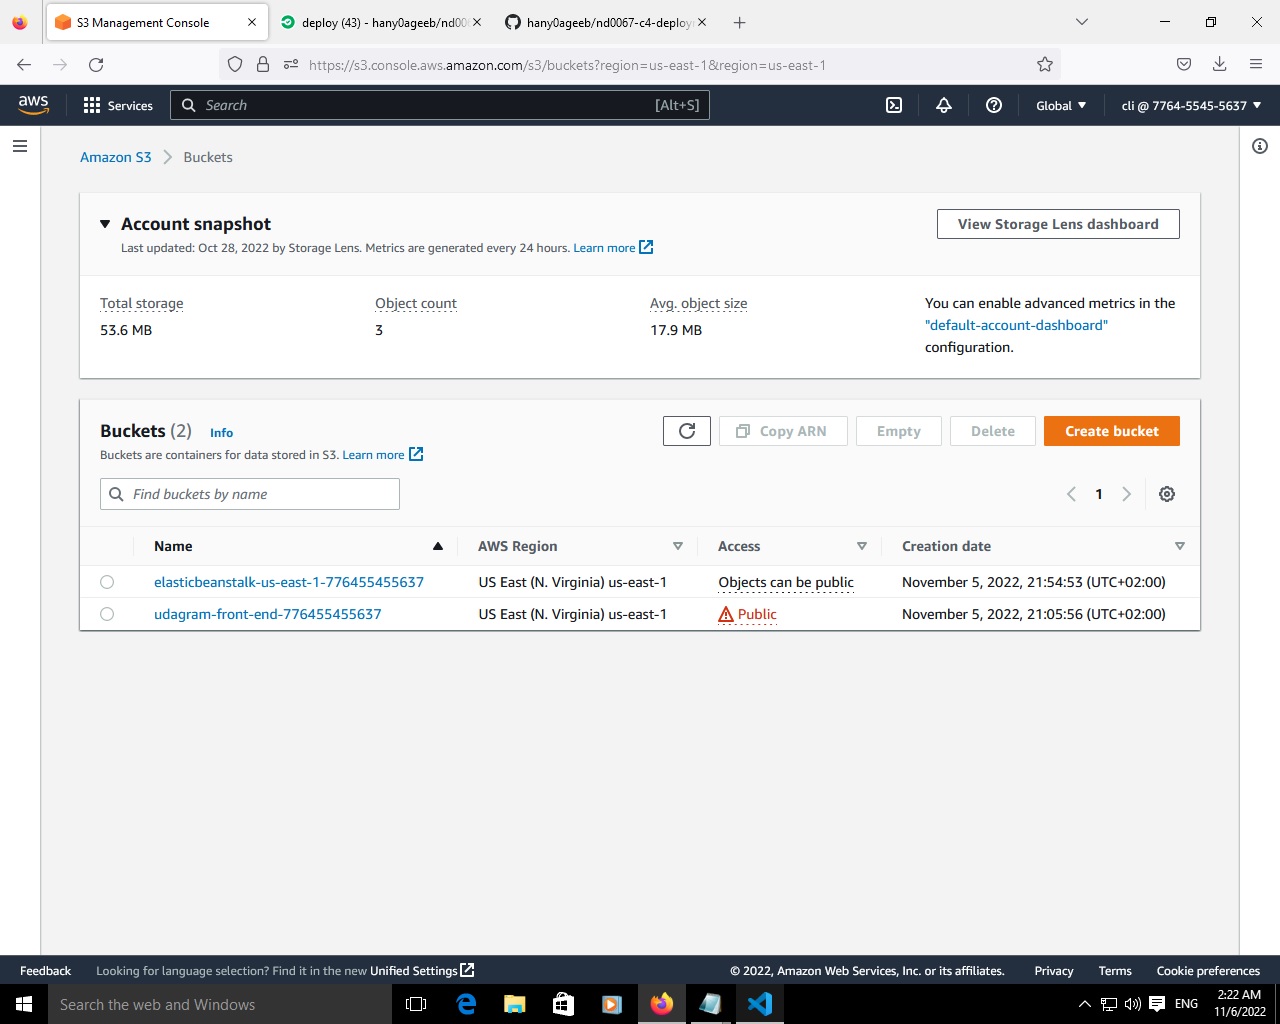 S3 Management Console
deploy (43) - hany0ageeb/nd00
hany0ageeb/nd0067-c4-deploy
https://s3.console.aws.amazon.com/s3/buckets?region=us-east-1&region=us-east-1
aws
Services
Search
[Alt+S]
Global
cli @ 7764-5545-5637
Amazon S3
Buckets
Account snapshot
Last updated: Oct 28, 2022 by Storage Lens. Metrics are generated every 24 hours. Learn more
View Storage Lens dashboard
Total storage
53.6 MB
Object count
3
Avg. object size
17.9 MB
You can enable advanced metrics in the
"default-account-dashboard"
configuration.
Buckets (2)
Info
Buckets are containers for data stored in S3. Learn more
Copy ARN
Empty
Delete
Create bucket
Find buckets by name
1
Name AWS Region Access Creation date
elasticbeanstalk-us-east-1-776455455637 US East (N. Virginia) us-east-1 Objects can be public November 5, 2022, 21:54:53 (UTC+02:00)
udagram-front-end-776455455637 US East (N. Virginia) us-east-1 Public November 5, 2022, 21:05:56 (UTC+02:00)
Feedback
Looking for language selection? Find it in the new Unified Settings
© 2022, Amazon Web Services, Inc. or its affiliates.
Privacy
Terms
Cookie preferences
Search the web and Windows
ENG
2:22 AM
11/6/2022